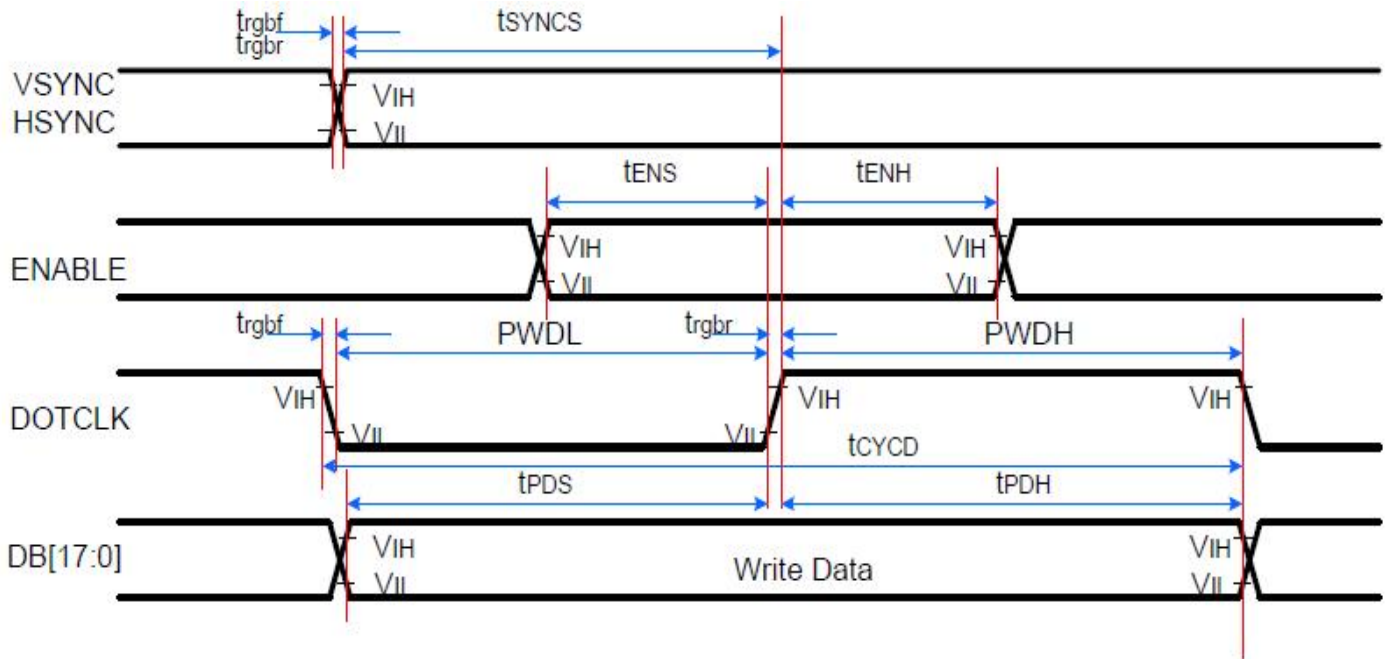 trgbf
trgbr
tSYNCS
VSYNC
HSYNC
VIH
VIl
tENS
tENH
ENABLE
VIH
VIl
VIH
VIl
trgbf
PWDL
trgbr
PWDH
DOTCLK
VIH
VIl
VIl
VIH
VIH
tCYCD
tPDS
tPDH
DB[17:0]
VIH
VIl
Write Data
VIH
VIl